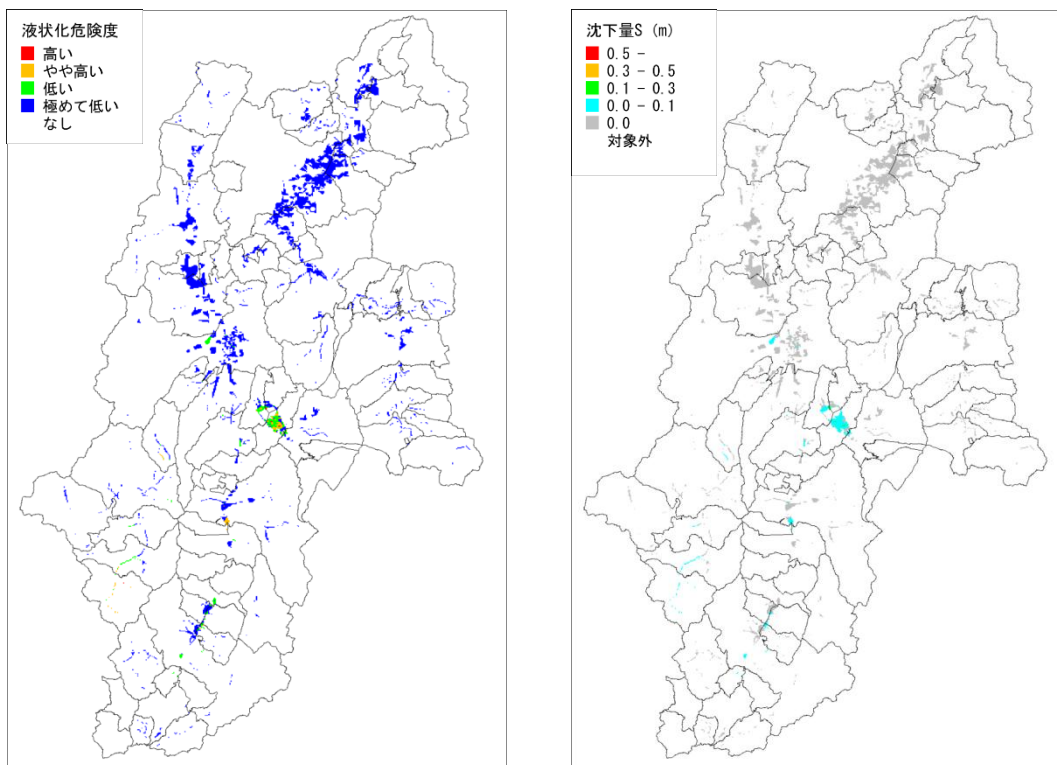 液状化危険度
高い
やや高い
低い
極めて低い
なし
沈下量S (m)
0.5 -
0.3 - 0.5
0.1 - 0.3
0.0 - 0.1
0.0
対象外